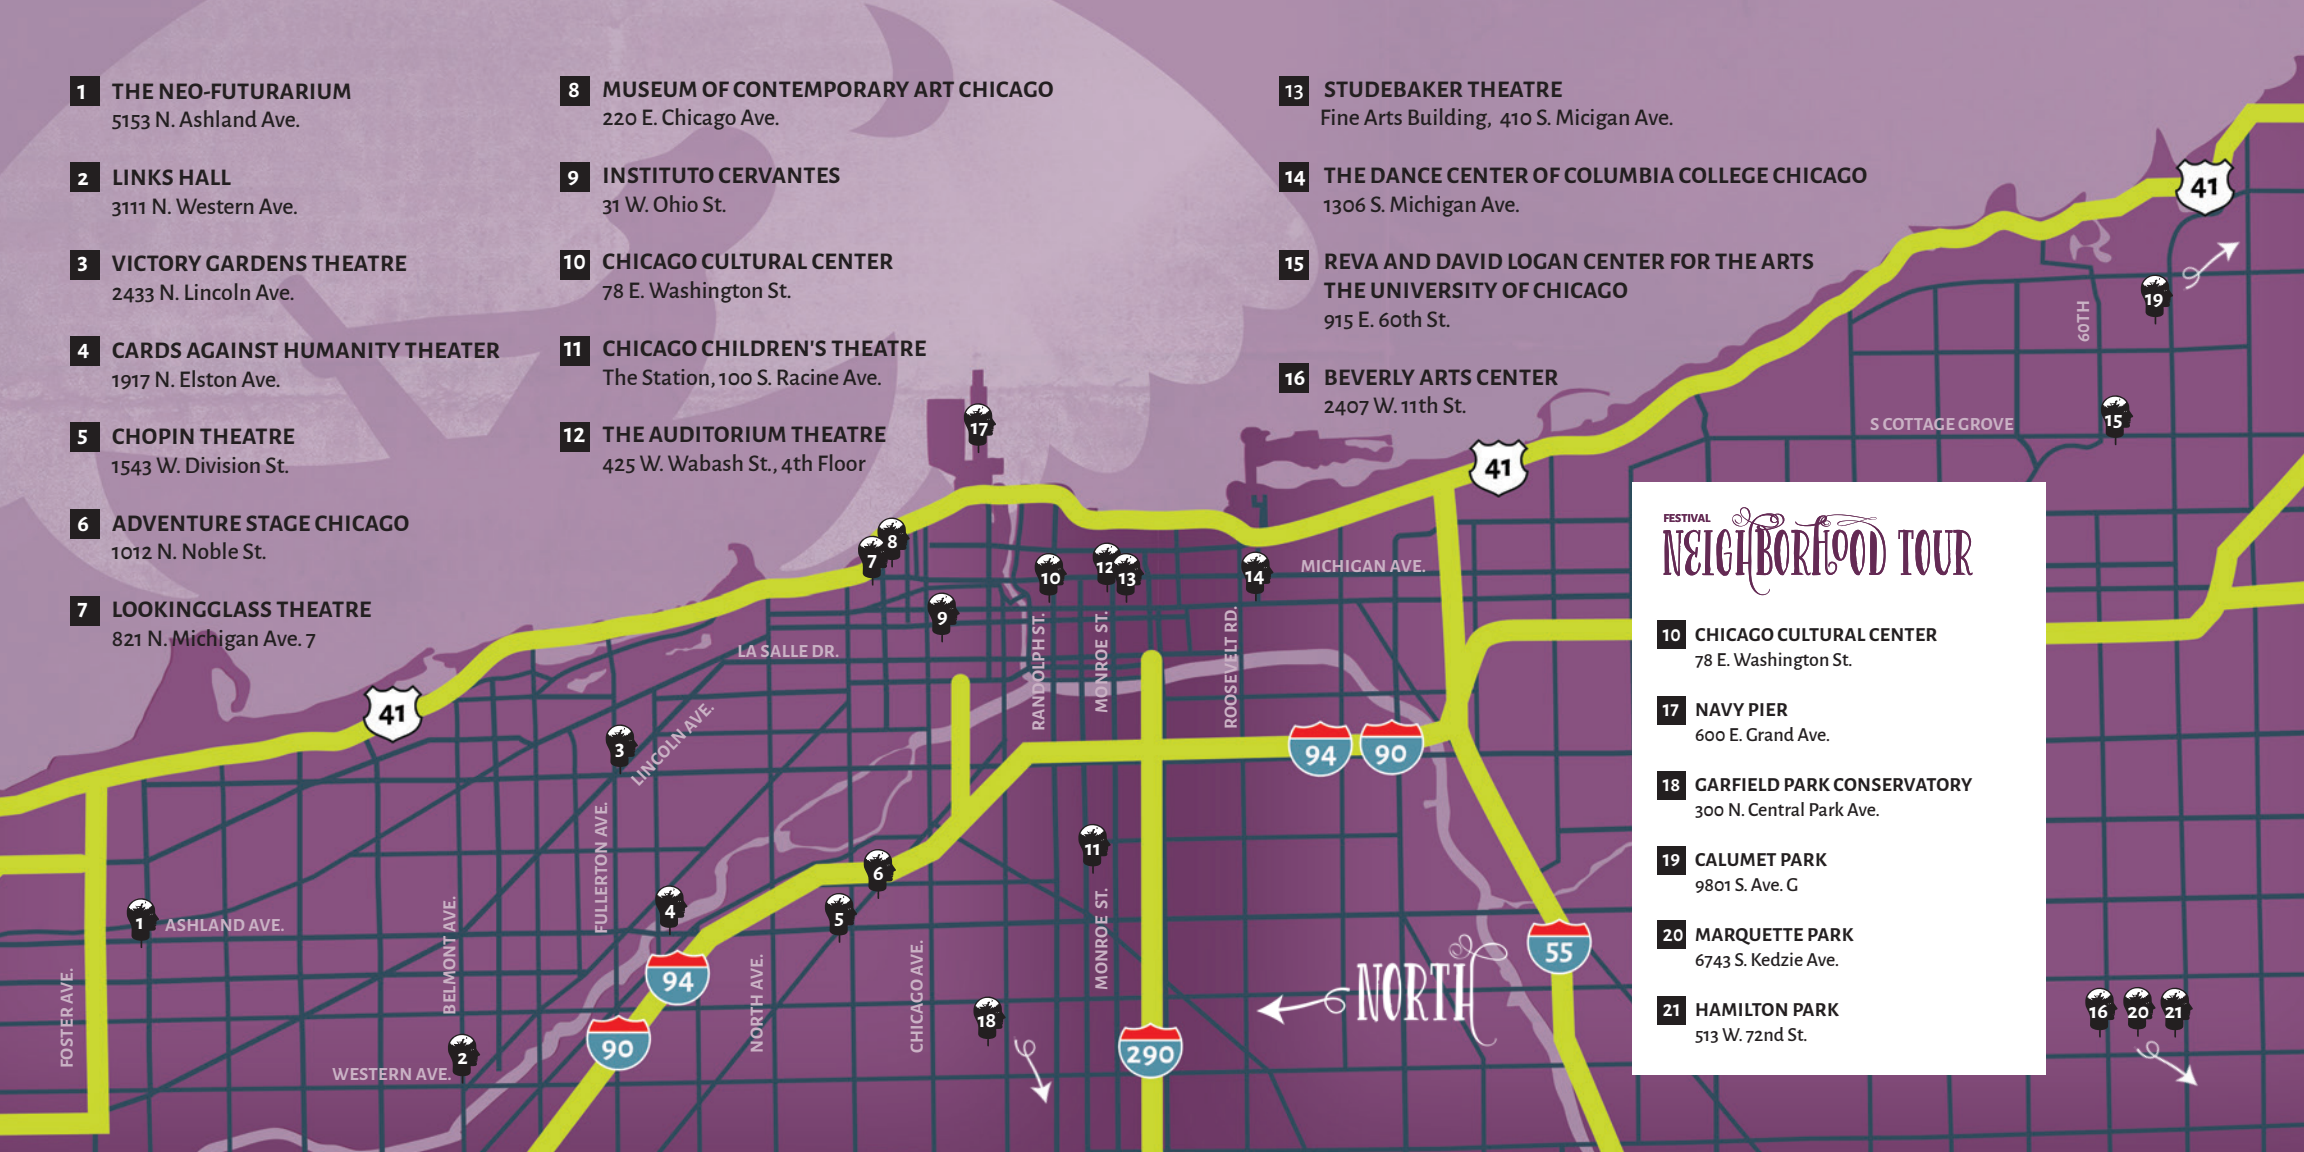 1 THE NEO-FUTURARIUM
5153 N. Ashland Ave.
2 LINKS HALL
3111 N. Western Ave.
3 VICTORY GARDENS THEATRE
2433 N. Lincoln Ave.
4 CARDS AGAINST HUMANITY THEATER
1917 N. Elston Ave.
5 CHOPIN THEATRE
1543 W. Division St.
6 ADVENTURE STAGE CHICAGO
1012 N. Noble St.
7 LOOKINGGLASS THEATRE
821 N. Michigan Ave. 7
8 MUSEUM OF CONTEMPORARY ART CHICAGO
220 E. Chicago Ave.
9 INSTITUTO CERVANTES
31 W. Ohio St.
10 CHICAGO CULTURAL CENTER
78 E. Washington St.
11 CHICAGO CHILDREN'S THEATRE
The Station, 100 S. Racine Ave.
12 THE AUDITORIUM THEATRE
425 W. Wabash St., 4th Floor
13 STUDEBAKER THEATRE
Fine Arts Building, 410 S. Micigan Ave.
14 THE DANCE CENTER OF COLUMBIA COLLEGE CHICAGO
1306 S. Michigan Ave.
15 REVA AND DAVID LOGAN CENTER FOR THE ARTS
THE UNIVERSITY OF CHICAGO
915 E. 60th St.
16 BEVERLY ARTS CENTER
2407 W. 11th St.
41
19
60TH
15
S COTTAGE GROVE
17
41
8
7
10
12
13
14
MICHIGAN AVE.
9
LA SALLE DR.
RANDOLPH ST.
MONROE ST.
ROOSEVELT RD.
41
3
LINCOLN AVE.
94
90
11
6
5
4
1
ASHLAND AVE.
FULLERTON AVE.
BELMONT AVE.
FOSTER AVE.
NORTH AVE.
CHICAGO AVE.
MONROE ST.
94
90
2
WESTERN AVE.
18
290
NORTH
55
16
20
21
FESTIVAL
NEIGHBORHOOD TOUR
10 CHICAGO CULTURAL CENTER
78 E. Washington St.
17 NAVY PIER
600 E. Grand Ave.
18 GARFIELD PARK CONSERVATORY
300 N. Central Park Ave.
19 CALUMET PARK
9801 S. Ave. G
20 MARQUETTE PARK
6743 S. Kedzie Ave.
21 HAMILTON PARK
513 W. 72nd St.